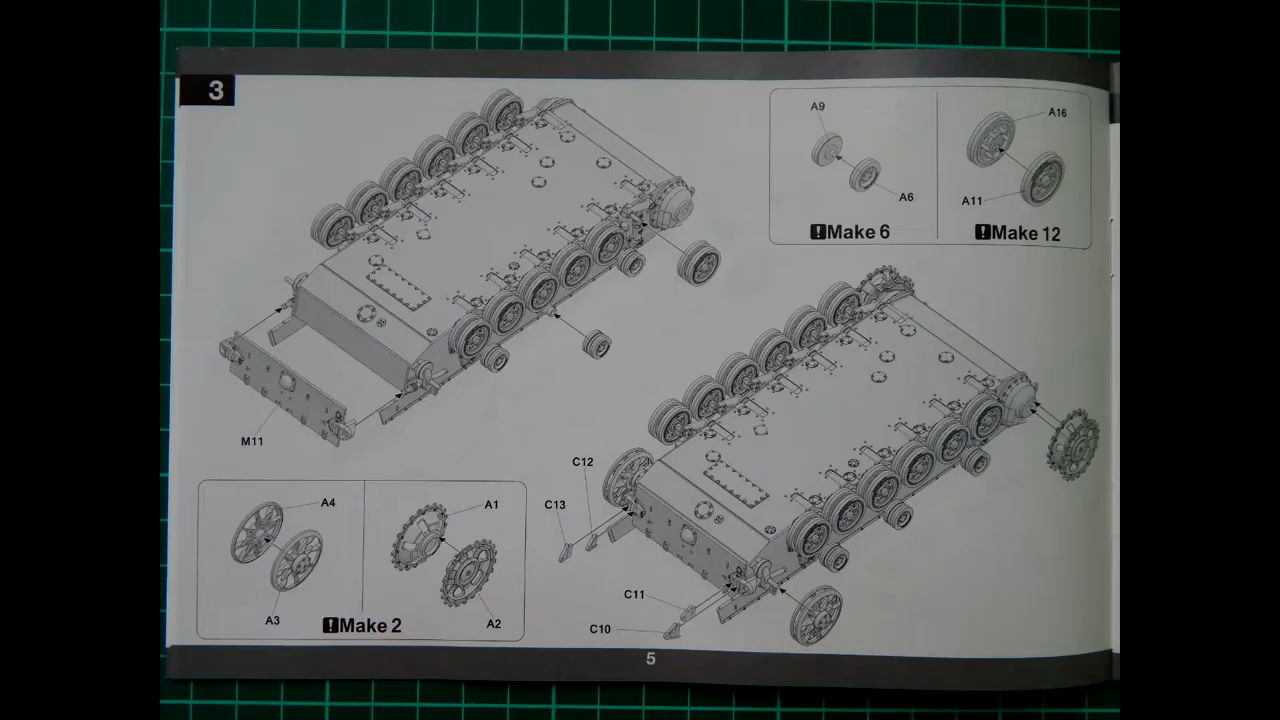 3
A9
A6
!Make 6
A16
A11
!Make 12
M11
A4
A3
A1
A2
!Make 2
C12
C13
C11
C10
5